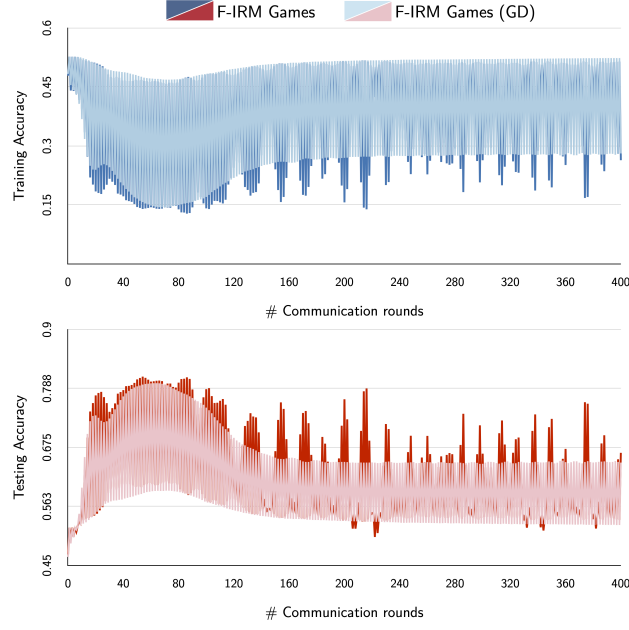 F-IRM Games F-IRM Games (GD)
0.6
0.45
0.3
0.15
Training Accuracy
0 40 80 120 160 200 240 280 320 360 400
# Communication rounds
0.9
0.788
0.675
0.563
0.45
Testing Accuracy
0 40 80 120 160 200 240 280 320 360 400
# Communication rounds